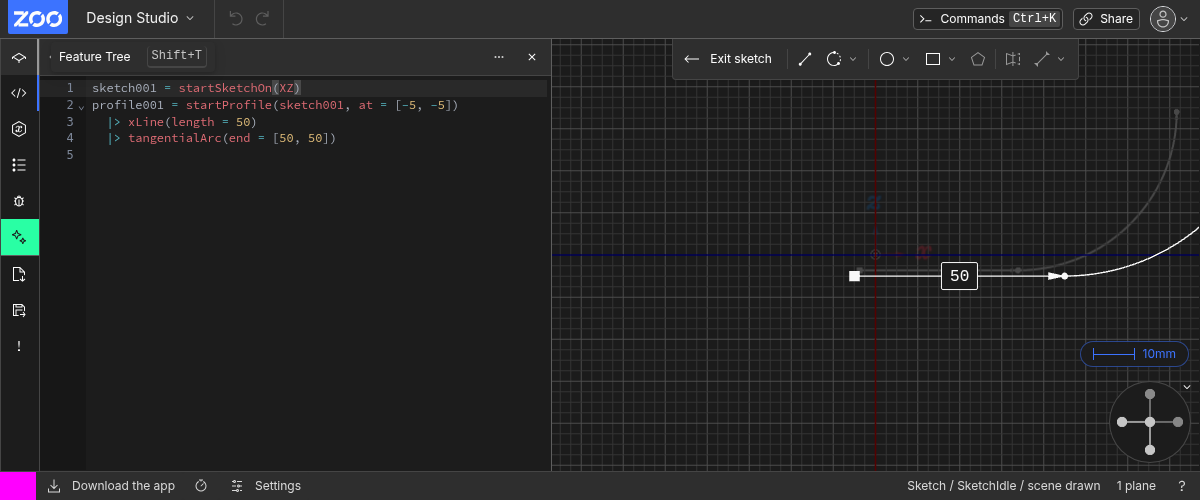 ZOO
Design Studio
Commands Ctrl+K
Share
Feature Tree Shift+T
Exit sketch
1 sketch001 = startSketchOn(XZ)
2 profile001 = startProfile(sketch001, at = [-5, -5])
3 |> xLine(length = 50)
4 |> tangentialArc(end = [50, 50])
5
50
10mm
Download the app
Settings
Sketch / SketchIdle / scene drawn
1 plane
?